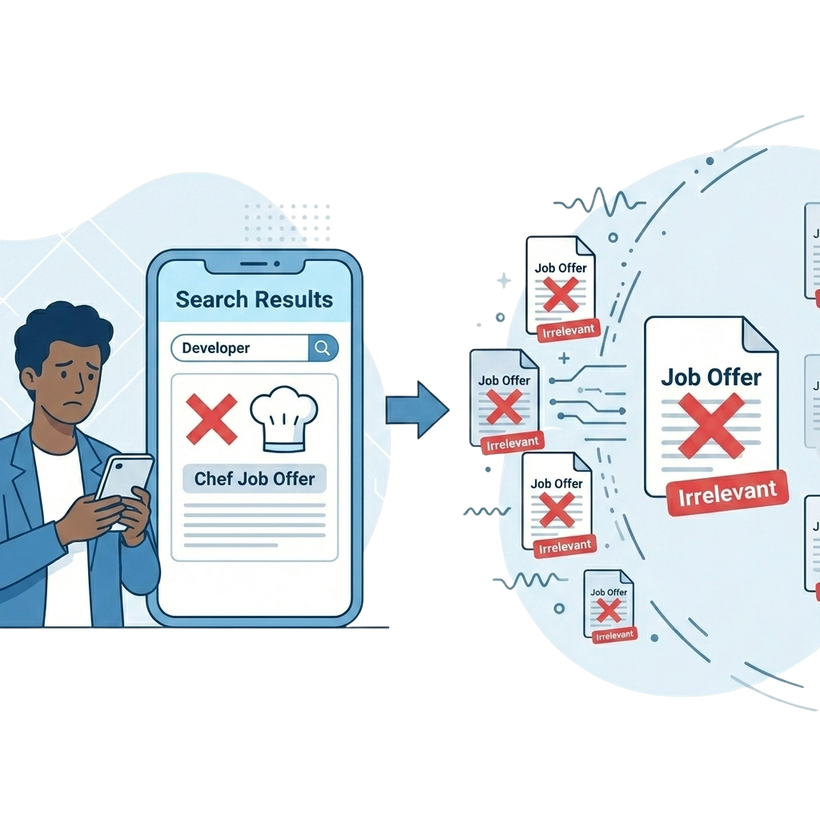 Search Results
Developer
Chef Job Offer
Job Offer
Irrelevant
Job Offer
Irrelevant
Job Offer
Irrelevant
Job Offer
Irrelevant
Job Offer
Irrelevant